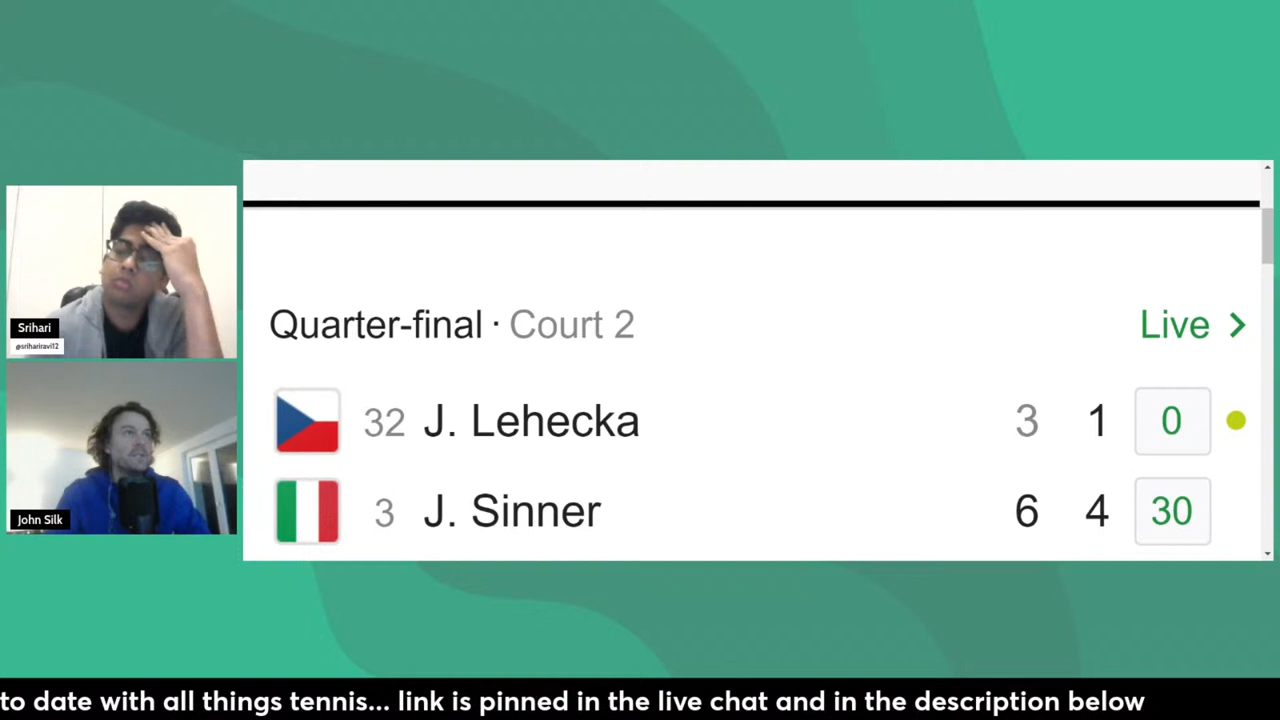 Quarter-final · Court 2
Live >
32 J. Lehecka 3 1 0
3 J. Sinner 6 4 30
Srihari
@srihariravi12
John Silk
to date with all things tennis... link is pinned in the live chat and in the description below